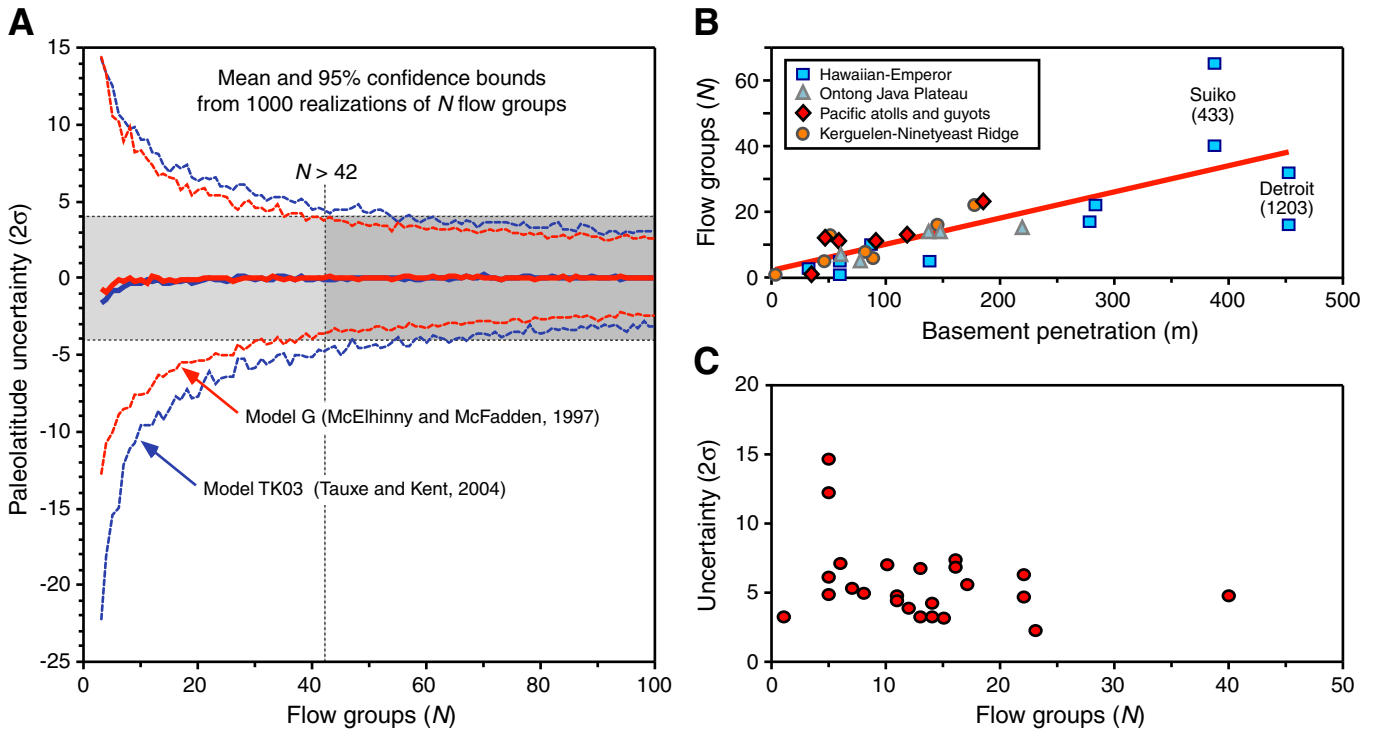 A
Paleolatitude uncertainty (2σ)
15
10
5
0
-5
-10
-15
-20
-25
Mean and 95% confidence bounds
from 1000 realizations of N flow groups
N > 42
Model G (McElhinny and McFadden, 1997)
Model TK03 (Tauxe and Kent, 2004)
0 20 40 60 80 100
Flow groups (N)
B
Flow groups (N)
60
40
20
0
Hawaiian-Emperor
Ontong Java Plateau
Pacific atolls and guyots
Kerguelen-Ninetyeast Ridge
Suiko
(433)
Detroit
(1203)
0 100 200 300 400 500
Basement penetration (m)
C
Uncertainty (2σ)
20
15
10
5
0
0 10 20 30 40 50
Flow groups (N)